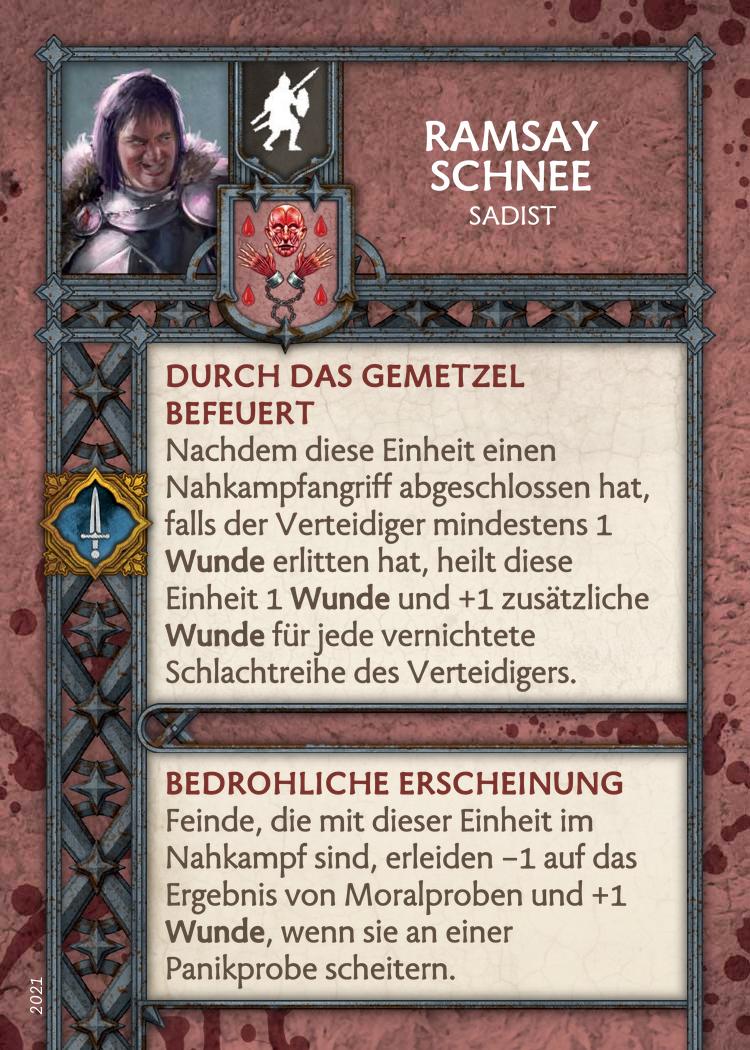 RAMSAY
SCHNEE
SADIST
DURCH DAS GEMETZEL
BEFEUERT
Nachdem diese Einheit einen
Nahkampfangriff abgeschlossen hat,
falls der Verteidiger mindestens 1
Wunde erlitten hat, heilt diese
Einheit 1 Wunde und +1 zusätzliche
Wunde für jede vernichtete
Schlachtreihe des Verteidigers.
BEDROHLICHE ERSCHEINUNG
Feinde, die mit dieser Einheit im
Nahkampf sind, erleiden –1 auf das
Ergebnis von Moralproben und +1
Wunde, wenn sie an einer
Panikprobe scheitern.
2021